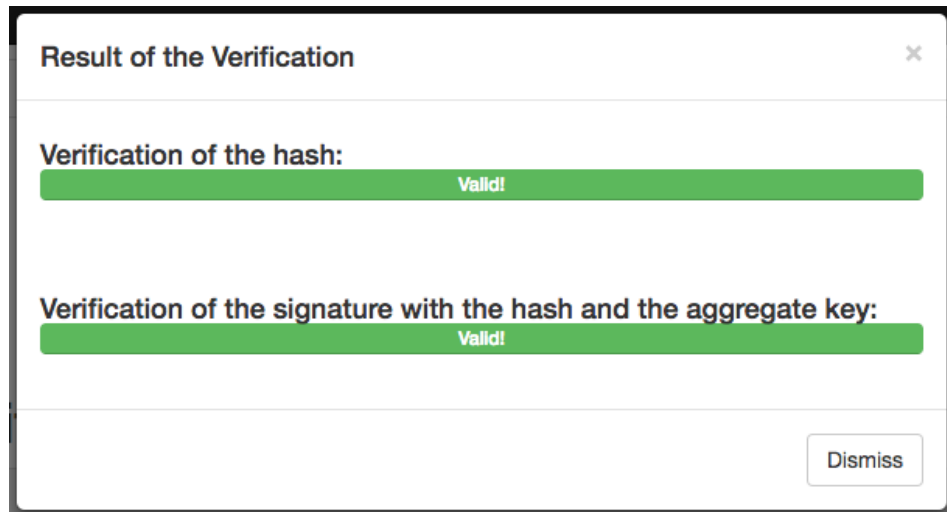 Result of the Verification
×
Verification of the hash:
Valid!
Verification of the signature with the hash and the aggregate key:
Valid!
Dismiss